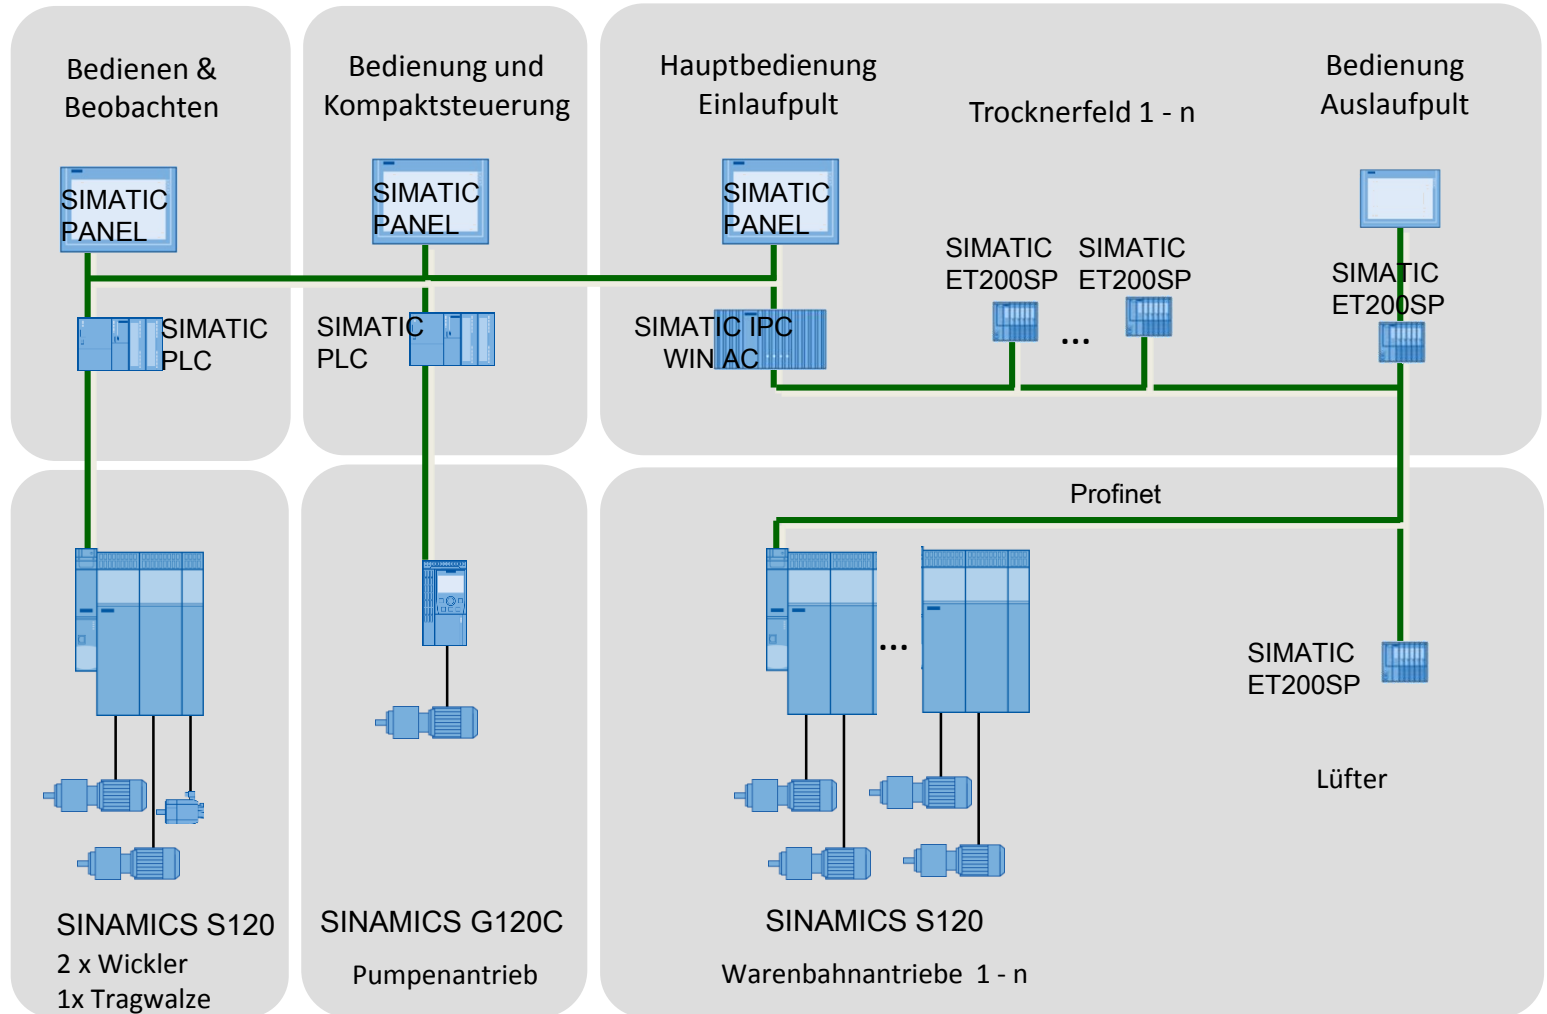 Bedienen &
Beobachten
Bedienung und
Kompaktsteuerung
Hauptbedienung
Einlaufpult
Trocknerfeld 1 - n
Bedienung
Auslaufpult
SIMATIC
PANEL
SIMATIC
PANEL
SIMATIC
PANEL
SIMATIC
ET200SP
SIMATIC
ET200SP
...
SIMATIC
ET200SP
SIMATIC
PLC
SIMATIC
PLC
SIMATIC IPC
WIN AC
Profinet
...
SIMATIC
ET200SP
Lüfter
SINAMICS S120
2 x Wickler
1x Tragwalze
SINAMICS G120C
Pumpenantrieb
SINAMICS S120
Warenbahnantriebe 1 - n